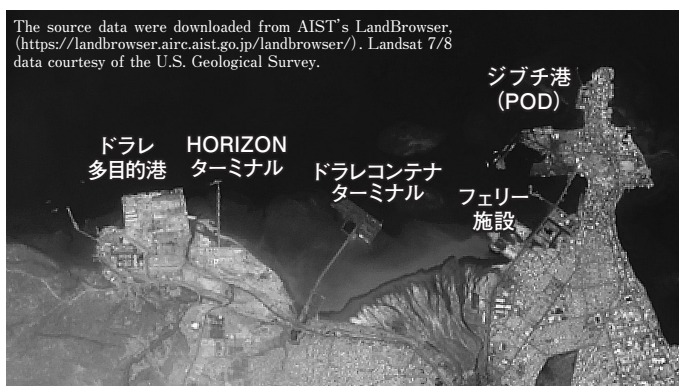 The source data were downloaded from AIST's LandBrowser,
(https://landbrowser.airc.aist.go.jp/landbrowser/). Landsat 7/8
data courtesy of the U.S. Geological Survey.
ジブチ港
(POD)
ドラレ
多目的港
HORIZON
ターミナル
ドラレコンテナ
ターミナル
フェリー
施設